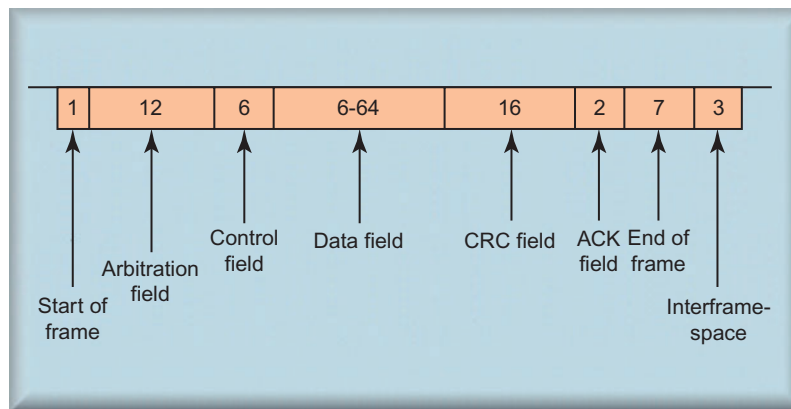 1 12 6 6-64 16 2 7 3
Start of
frame
Arbitration
field
Control
field
Data field
CRC field
ACK
field
End of
frame
Interframe-
space